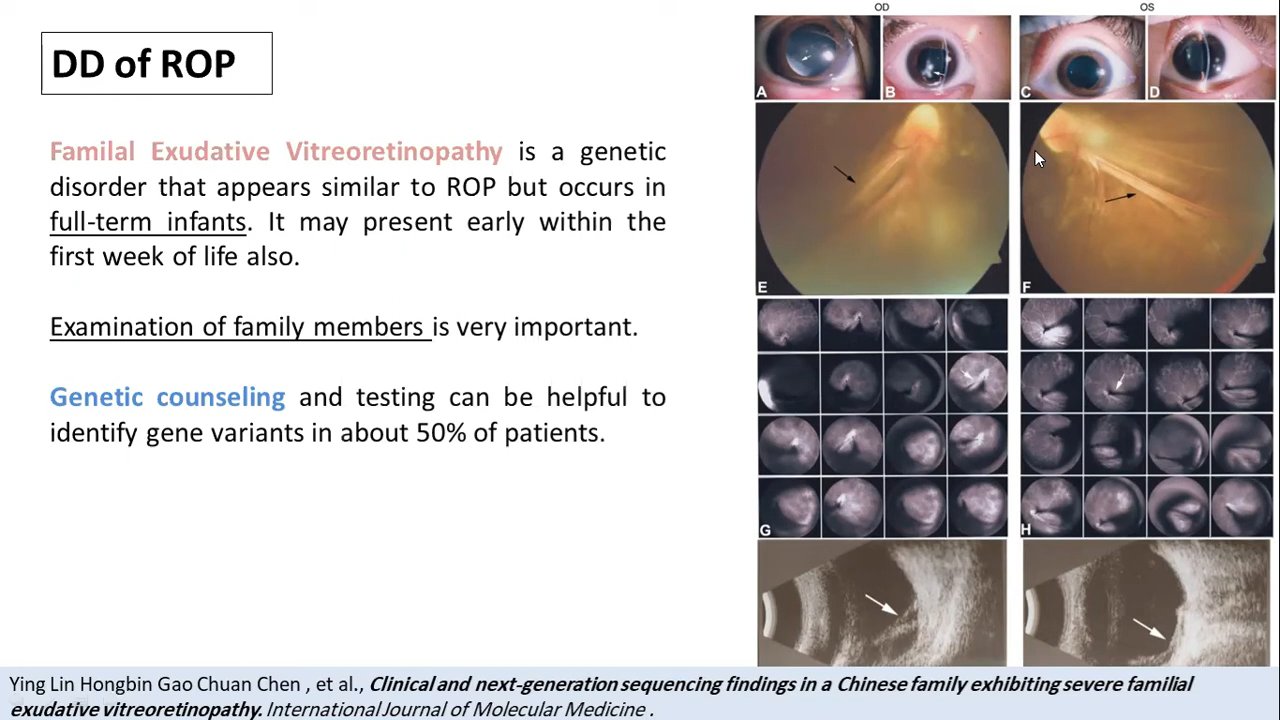 DD of ROP
Familal Exudative Vitreoretinopathy is a genetic
disorder that appears similar to ROP but occurs in
full-term infants. It may present early within the
first week of life also.
Examination of family members is very important.
Genetic counseling and testing can be helpful to
identify gene variants in about 50% of patients.
OD
OS
A
B
C
D
E
F
G
H
Ying Lin Hongbin Gao Chuan Chen , et al., Clinical and next-generation sequencing findings in a Chinese family exhibiting severe familial
exudative vitreoretinopathy. International Journal of Molecular Medicine .